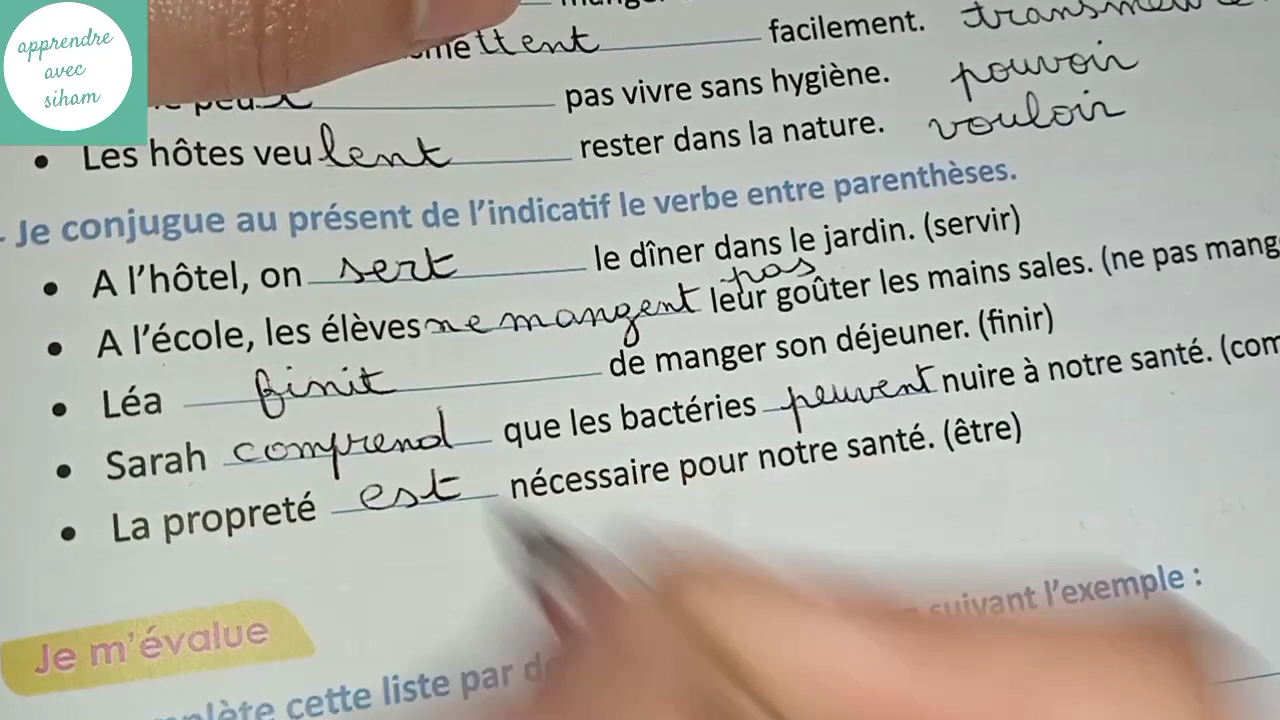 apprendre
avec
siham
mettent facilement. 
peux pas vivre sans hygiène. pouvoir
• Les hôtes veulent rester dans la nature. vouloir
Je conjugue au présent de l'indicatif le verbe entre parenthèses.
• A l'hôtel, on sert le dîner dans le jardin. (servir)
• A l'école, les élèves ne mangent pas leur goûter les mains sales. (ne pas mang
• Léa finit de manger son déjeuner. (finir)
• Sarah comprend que les bactéries peuvent nuire à notre santé. (com
• La propreté est nécessaire pour notre santé. (être)
Je m'évalue
suivant l'exemple :
cette liste par